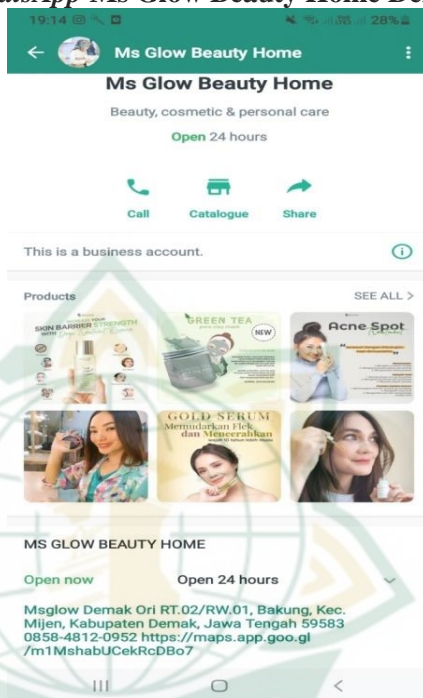 19:14 28%
Ms Glow Beauty Home
Ms Glow Beauty Home
Beauty, cosmetic & personal care
Open 24 hours
Call Catalogue Share
This is a business account.
Products SEE ALL >
SKIN BARRIER STRENGTH
WITH
GREEN TEA
NEW
Acne Spot
GOLD SERUM
Memudarkan Flek
dan Mencerahkan
MS GLOW BEAUTY HOME
Open now Open 24 hours
Msglow Demak Ori RT.02/RW.01, Bakung, Kec.
Mijen, Kabupaten Demak, Jawa Tengah 59583
0858-4812-0952 https://maps.app.goo.gl
/m1MshabUCekRcDBo7